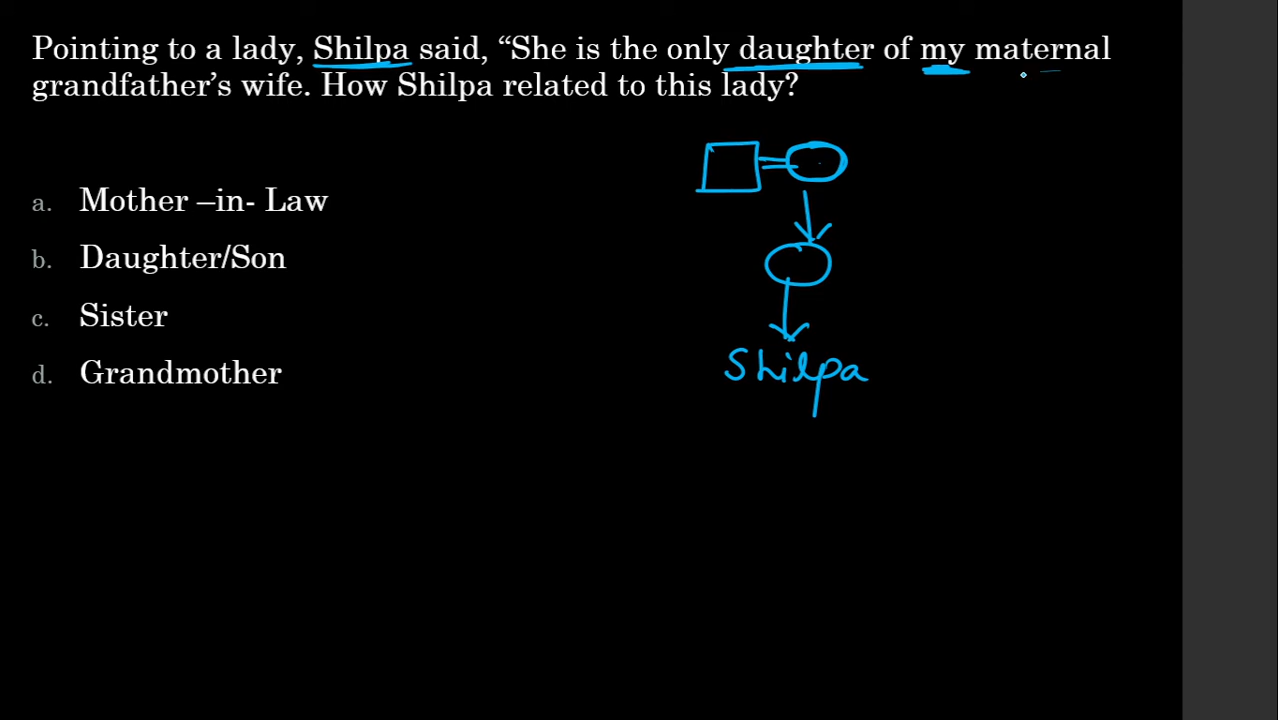 Pointing to a lady, Shilpa said, “She is the only daughter of my maternal
grandfather’s wife. How Shilpa related to this lady?
a. Mother –in- Law
b. Daughter/Son
c. Sister
d. Grandmother
Shilpa